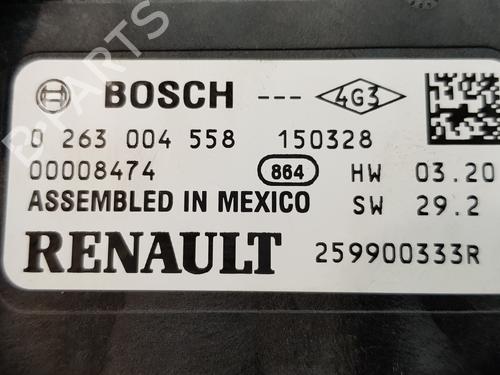 BOSCH --- 4G3
0 263 004 558 150328
00008474 864 HW 03.20
ASSEMBLED IN MEXICO SW 29.2
RENAULT 259900333R
B-PARTS